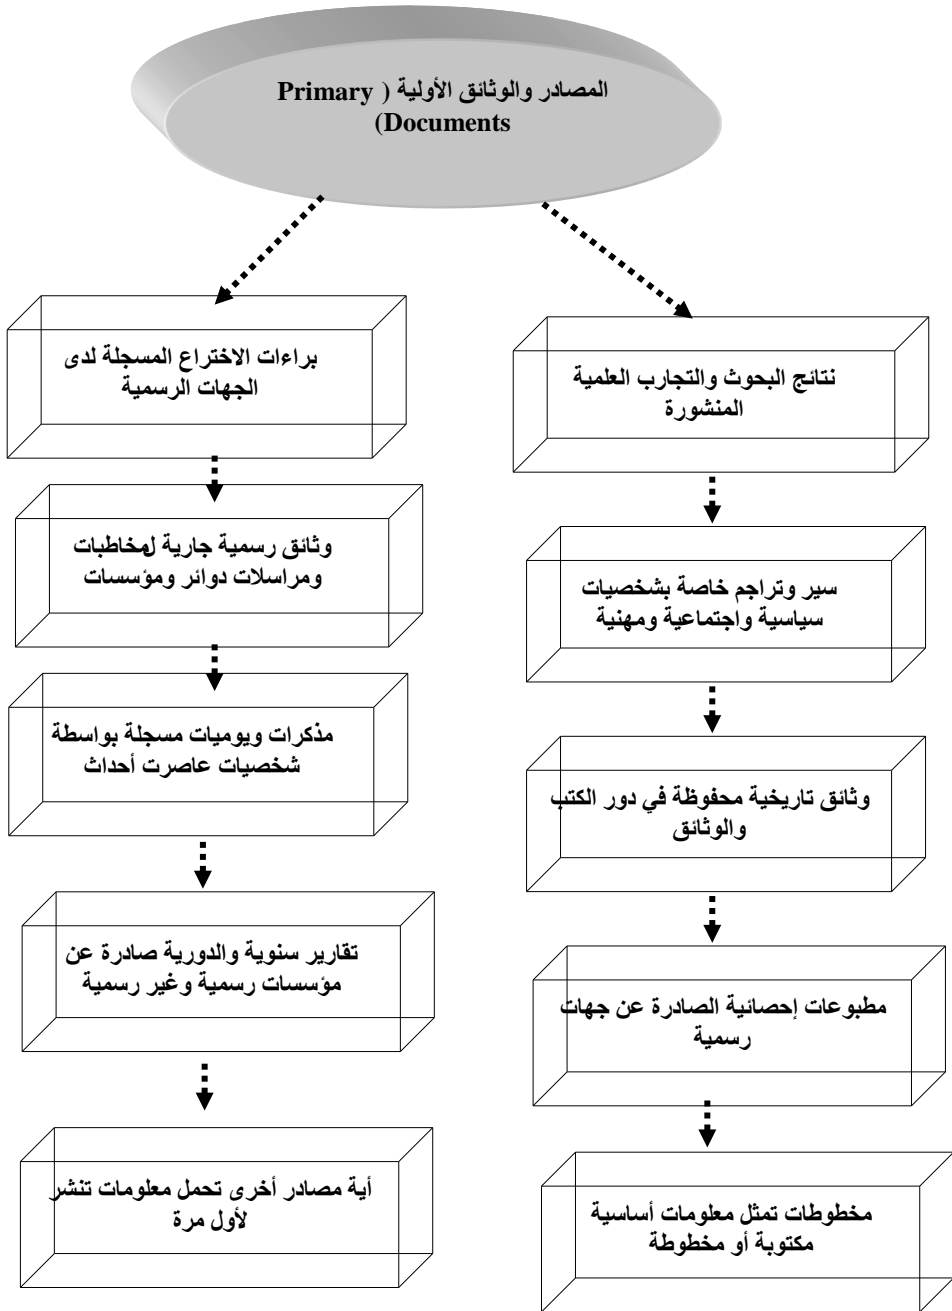 المصادر والوثائق الأولية ( Primary
Documents)
نتائج البحوث والتجارب العلمية
المنشورة
سير وتراجم خاصة بشخصيات
سياسية واجتماعية ومهنية
وثائق تاريخية محفوظة في دور الكتب
والوثائق
مطبوعات إحصائية الصادرة عن جهات
رسمية
مخطوطات تمثل معلومات أساسية
مكتوبة أو مخطوطة
براءات الاختراع المسجلة لدى
الجهات الرسمية
وثائق رسمية جارية لمخاطبات
ومراسلات دوائر ومؤسسات
مذكرات ويوميات مسجلة بواسطة
شخصيات عاصرت أحداث
تقارير سنوية والدورية صادرة عن
مؤسسات رسمية وغير رسمية
أية مصادر أخرى تحمل معلومات تنشر
لأول مرة